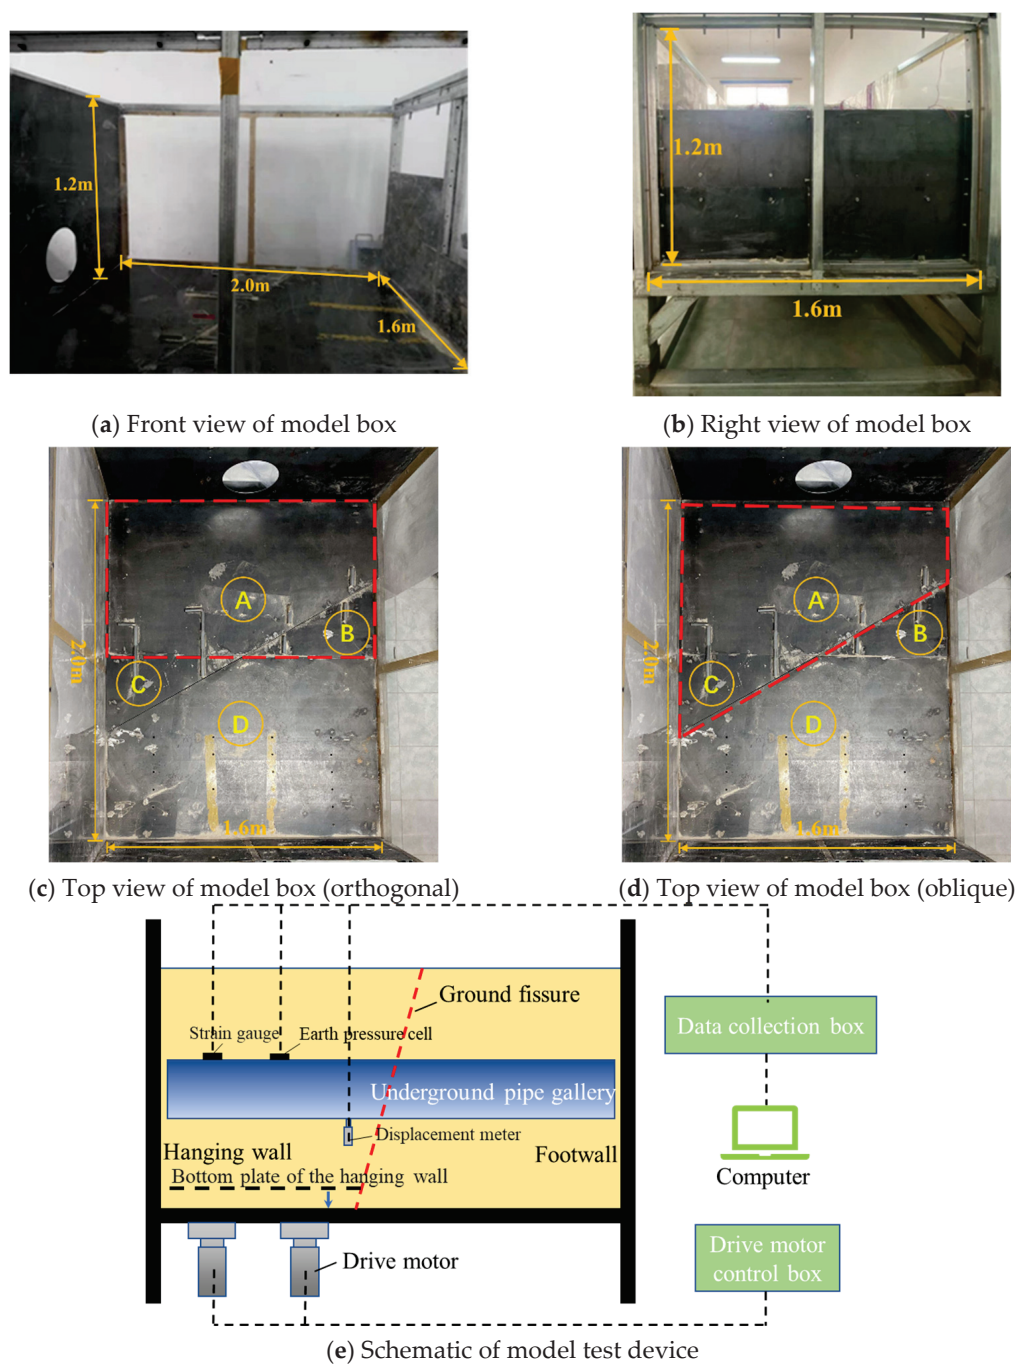 1.2m
2.0m
1.6m
1.2m
1.6m
(a) Front view of model box
(b) Right view of model box
A
B
C
D
2.0m
1.6m
A
B
C
D
2.0m
1.6m
(c) Top view of model box (orthogonal)
(d) Top view of model box (oblique)
Ground fissure
Strain gauge
Earth pressure cell
Data collection box
Underground pipe gallery
Displacement meter
Hanging wall
Footwall
Bottom plate of the hanging wall
Computer
Drive motor
Drive motor
control box
(e) Schematic of model test device